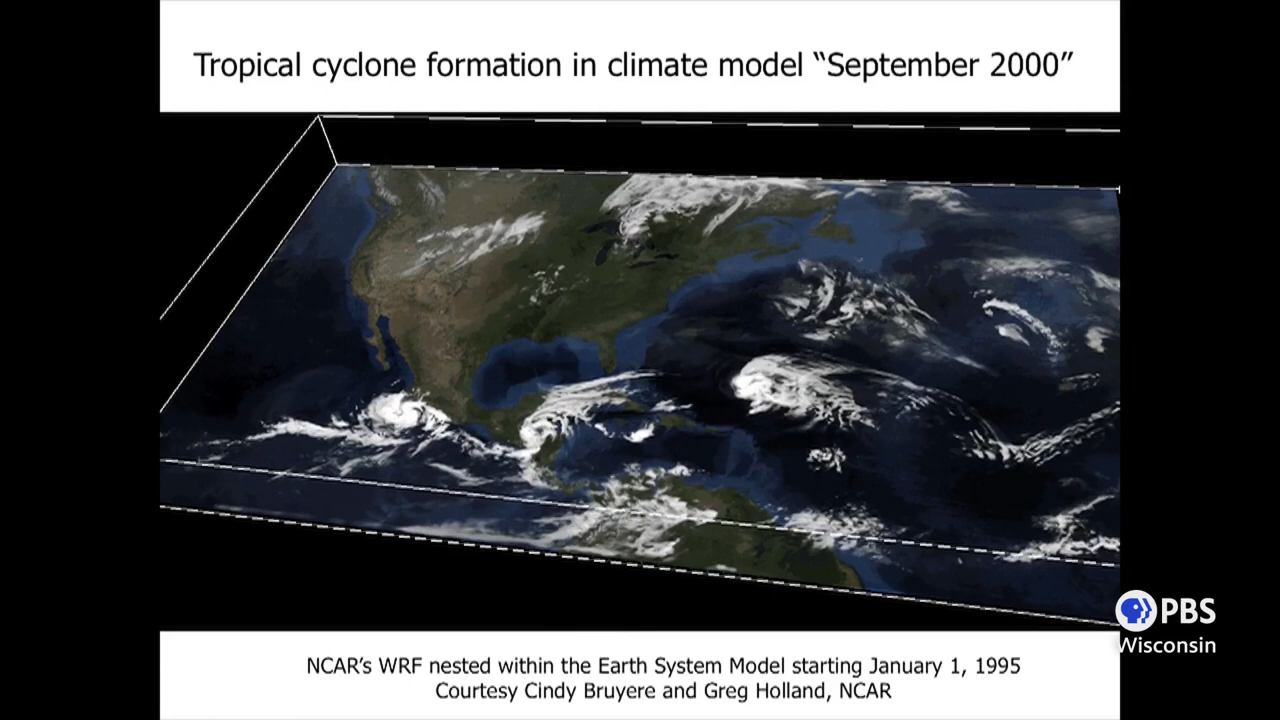 Tropical cyclone formation in climate model “September 2000”
PBS
Wisconsin
NCAR’s WRF nested within the Earth System Model starting January 1, 1995
Courtesy Cindy Bruyere and Greg Holland, NCAR